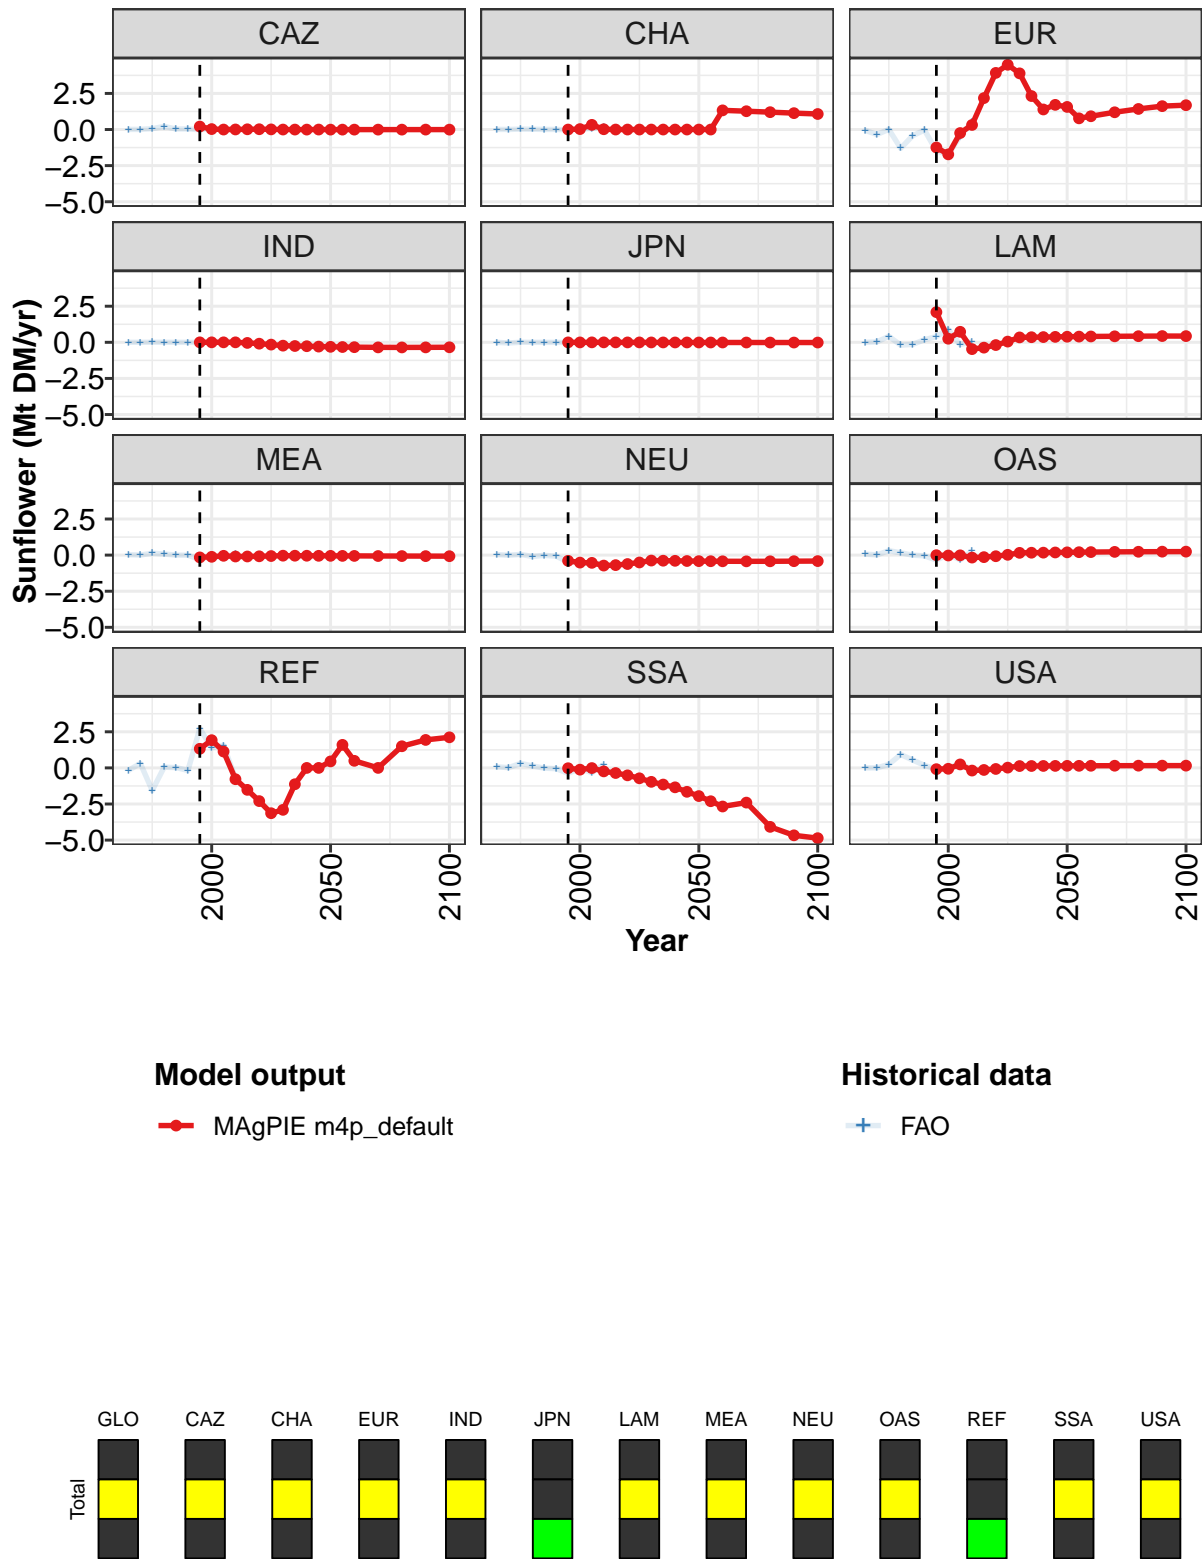 CAZ CHA EUR
2.5
0.0
−2.5
−5.0
IND JPN LAM
2.5
0.0
−2.5
−5.0
MEA NEU OAS
2.5
0.0
−2.5
−5.0
REF SSA USA
2.5
0.0
−2.5
−5.0
Sunflower (Mt DM/yr)
2000 2050 2100 2000 2050 2100 2000 2050 2100
Year
Model output Historical data
MAgPIE m4p_default FAO
GLO CAZ CHA EUR IND JPN LAM MEA NEU OAS REF SSA USA
Total